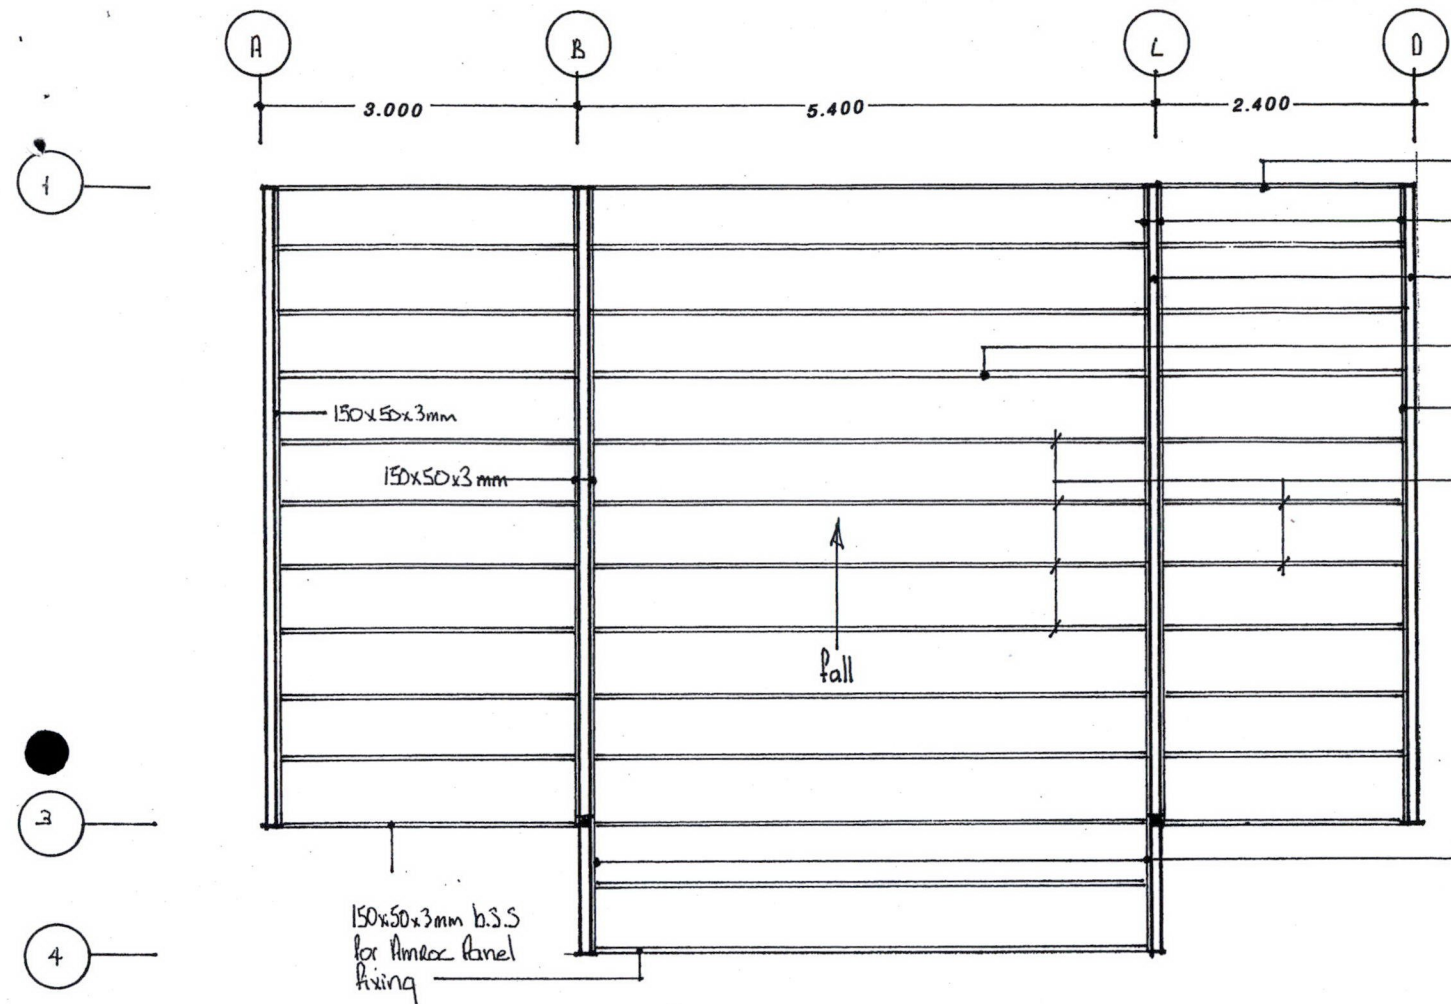 A B C D
3.000 5.400 2.400
1
150x50x3mm
150x50x3mm
fall
3
150x50x3mm b.s.s
for Amroc Panel
fixing
4